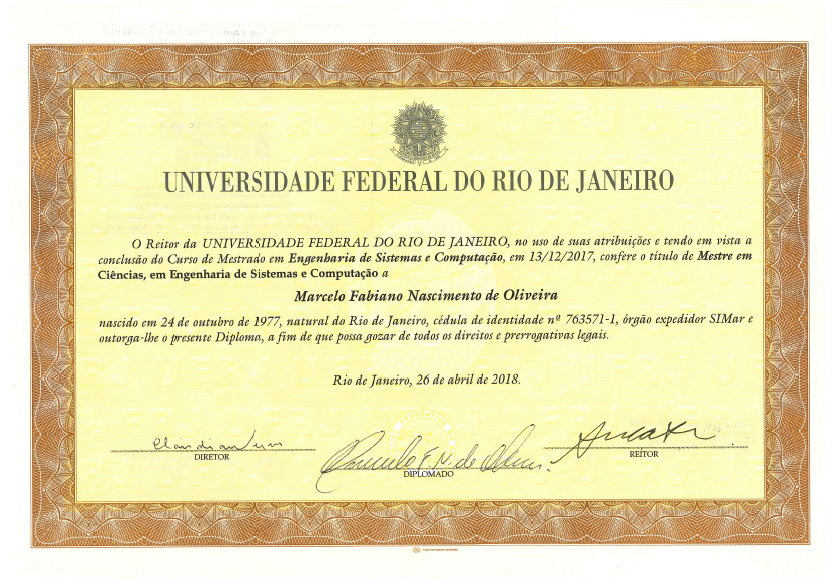 UNIVERSIDADE FEDERAL DO RIO DE JANEIRO
O Reitor da UNIVERSIDADE FEDERAL DO RIO DE JANEIRO, no uso de suas atribuições e tendo em vista a
conclusão do Curso de Mestrado em Engenharia de Sistemas e Computação, em 13/12/2017, confere o título de Mestre em
Ciências, em Engenharia de Sistemas e Computação a
Marcelo Fabiano Nascimento de Oliveira
nascido em 24 de outubro de 1977, natural do Rio de Janeiro, cédula de identidade nº 763571-1, órgão expedidor SIMar e
outorga-lhe o presente Diploma, a fim de que possa gozar de todos os direitos e prerrogativas legais.
Rio de Janeiro, 26 de abril de 2018.
DIRETOR
DIPLOMADO
REITOR